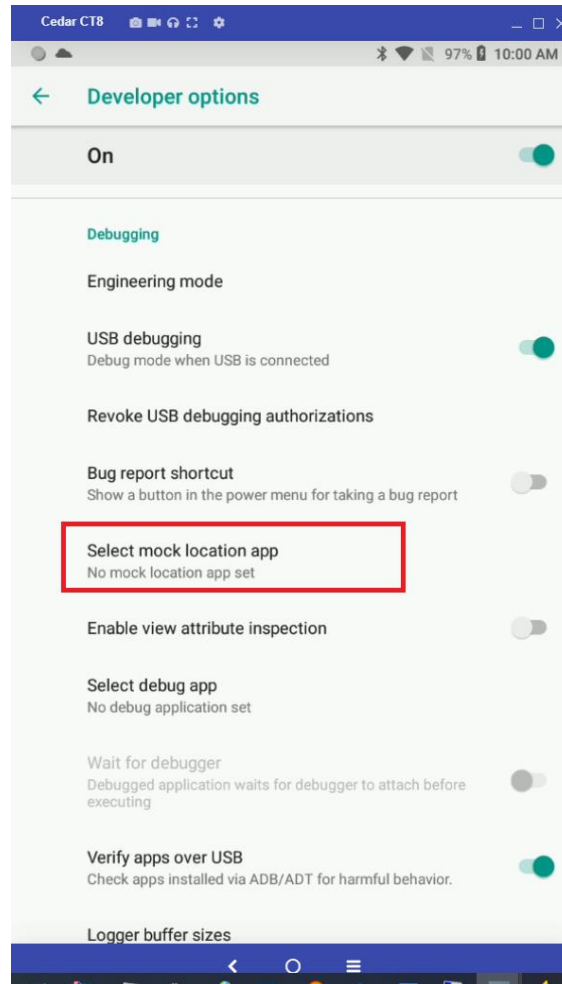 Cedar CT8
97% 10:00 AM
Developer options
On
Debugging
Engineering mode
USB debugging
Debug mode when USB is connected
Revoke USB debugging authorizations
Bug report shortcut
Show a button in the power menu for taking a bug report
Select mock location app
No mock location app set
Enable view attribute inspection
Select debug app
No debug application set
Wait for debugger
Debugged application waits for debugger to attach before
executing
Verify apps over USB
Check apps installed via ADB/ADT for harmful behavior.
Logger buffer sizes